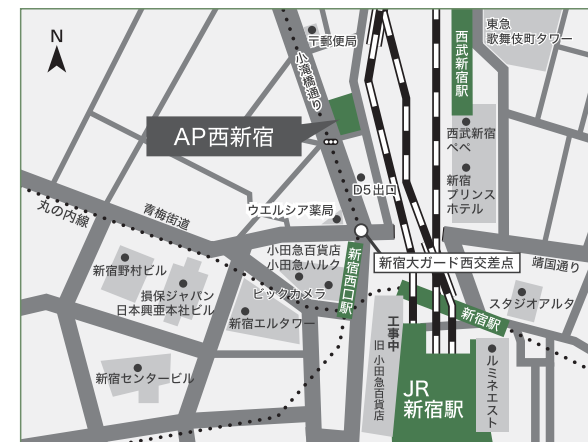 N
〒郵便局
小滝橋通り
西武新宿駅
東急
歌舞伎町タワー
AP西新宿
西武新宿
ペペ
新宿
プリンス
ホテル
D5出口
ウエルシア薬局
丸の内線
青梅街道
新宿大ガード西交差点
靖国通り
小田急百貨店
小田急ハルク
新宿西口駅
新宿野村ビル
損保ジャパン
日本興亜本社ビル
ビックカメラ
新宿エルタワー
スタジオアルタ
新宿駅
工事中
旧 小田急百貨店
新宿センタービル
JR
新宿駅
ルミネエスト